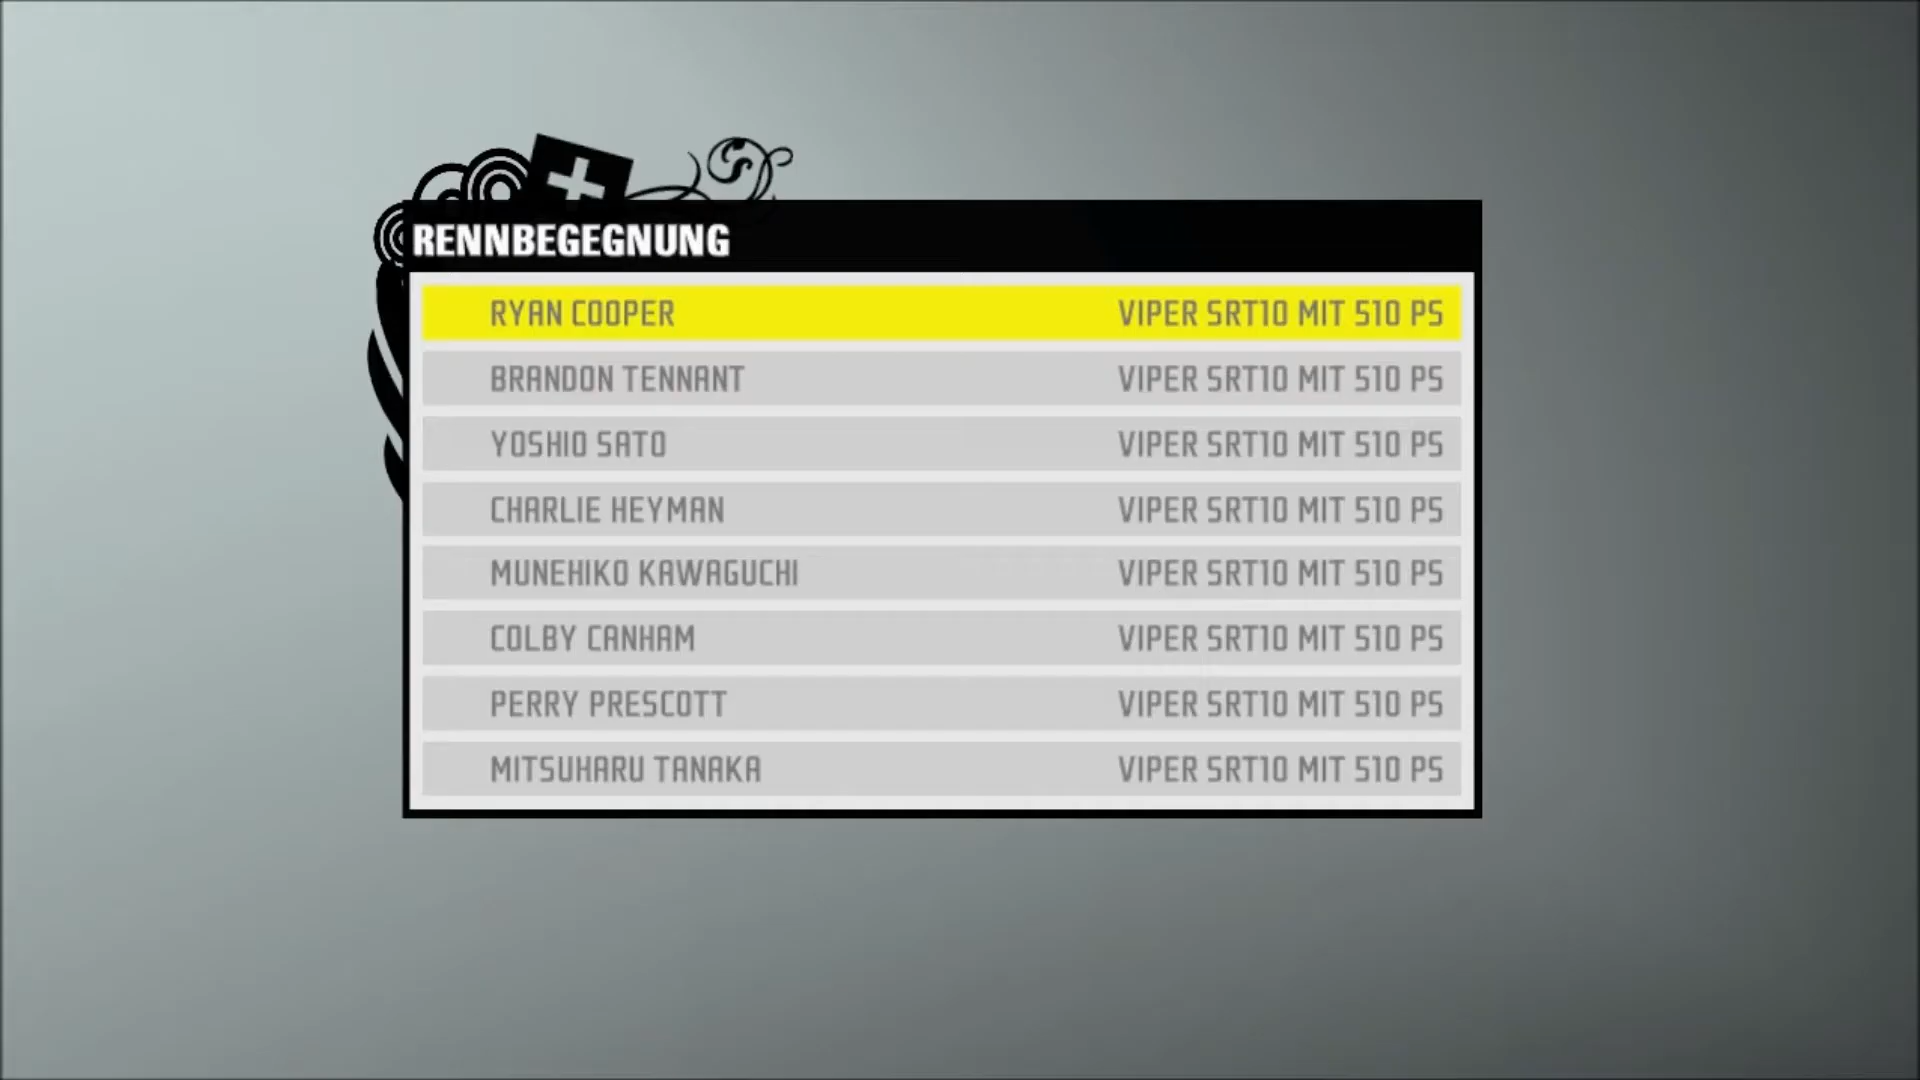 RENNBEGEGNUNG
RYAN COOPER VIPER SRT10 MIT 510 PS
BRANDON TENNANT VIPER SRT10 MIT 510 PS
YOSHIO SATO VIPER SRT10 MIT 510 PS
CHARLIE HEYMAN VIPER SRT10 MIT 510 PS
MUNEHIKO KAWAGUCHI VIPER SRT10 MIT 510 PS
COLBY CANHAM VIPER SRT10 MIT 510 PS
PERRY PRESCOTT VIPER SRT10 MIT 510 PS
MITSUHARU TANAKA VIPER SRT10 MIT 510 PS